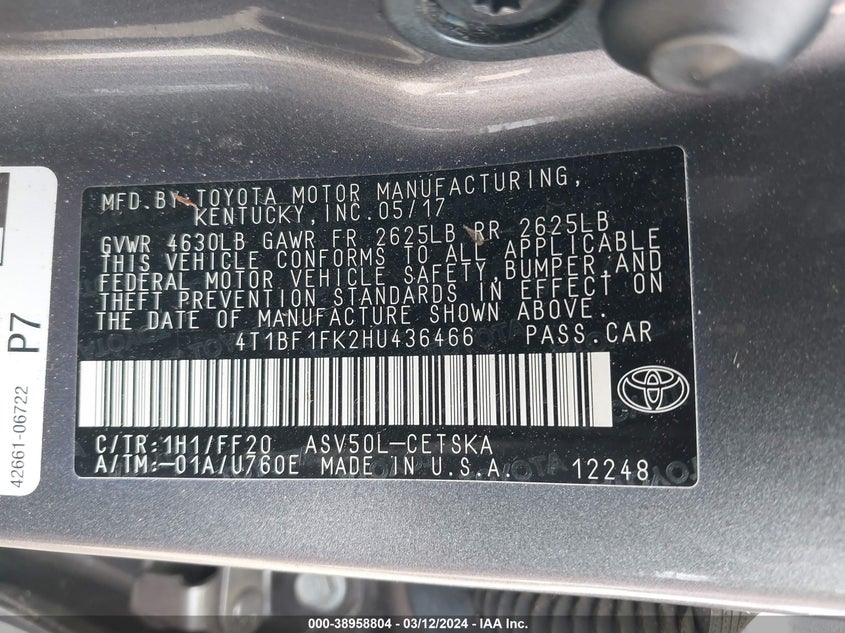 MFD.BY TOYOTA MOTOR MANUFACTURING,
KENTUCKY,INC.05/17
GVWR 4630LB GAWR FR 2625LB RR 2625LB
THIS VEHICLE CONFORMS TO ALL APPLICABLE
FEDERAL MOTOR VEHICLE SAFETY,BUMPER,AND
THEFT PREVENTION STANDARDS IN EFFECT ON
THE DATE OF MANUFACTURE SHOWN ABOVE.
4T1BF1FK2HU436466 PASS.CAR
C/TR:1H1/FF20 ASV50L-CETSKA
A/TM:-01A/U760E MADE IN U.S.A. 12248
P7
42661-06722
000-38958804 - 03/12/2024 - IAA Inc.